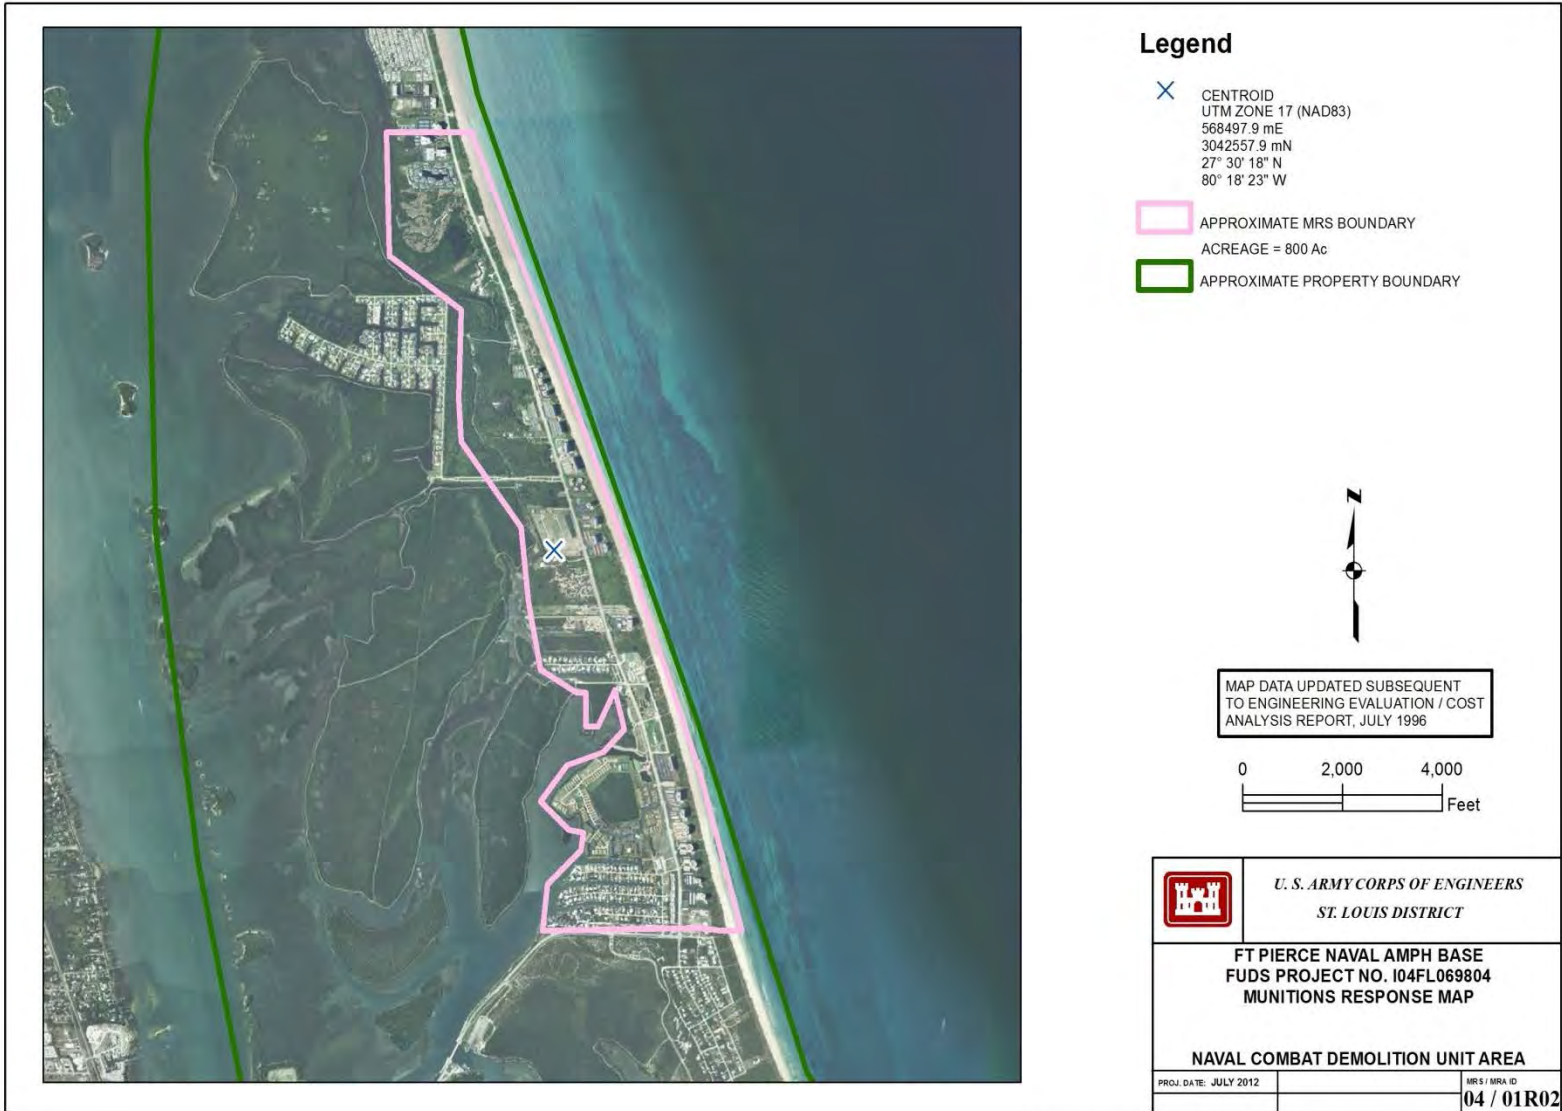 Legend
CENTROID
UTM ZONE 17 (NAD83)
568497.9 mE
3042557.9 mN
27° 30' 18" N
80° 18' 23" W
APPROXIMATE MRS BOUNDARY
ACREAGE = 800 Ac
APPROXIMATE PROPERTY BOUNDARY
N
MAP DATA UPDATED SUBSEQUENT
TO ENGINEERING EVALUATION / COST
ANALYSIS REPORT, JULY 1996
0 2,000 4,000
Feet
U. S. ARMY CORPS OF ENGINEERS
ST. LOUIS DISTRICT
FT PIERCE NAVAL AMPH BASE
FUDS PROJECT NO. I04FL069804
MUNITIONS RESPONSE MAP
NAVAL COMBAT DEMOLITION UNIT AREA
PROJ. DATE: JULY 2012
MRS / MRA ID
04 / 01R02